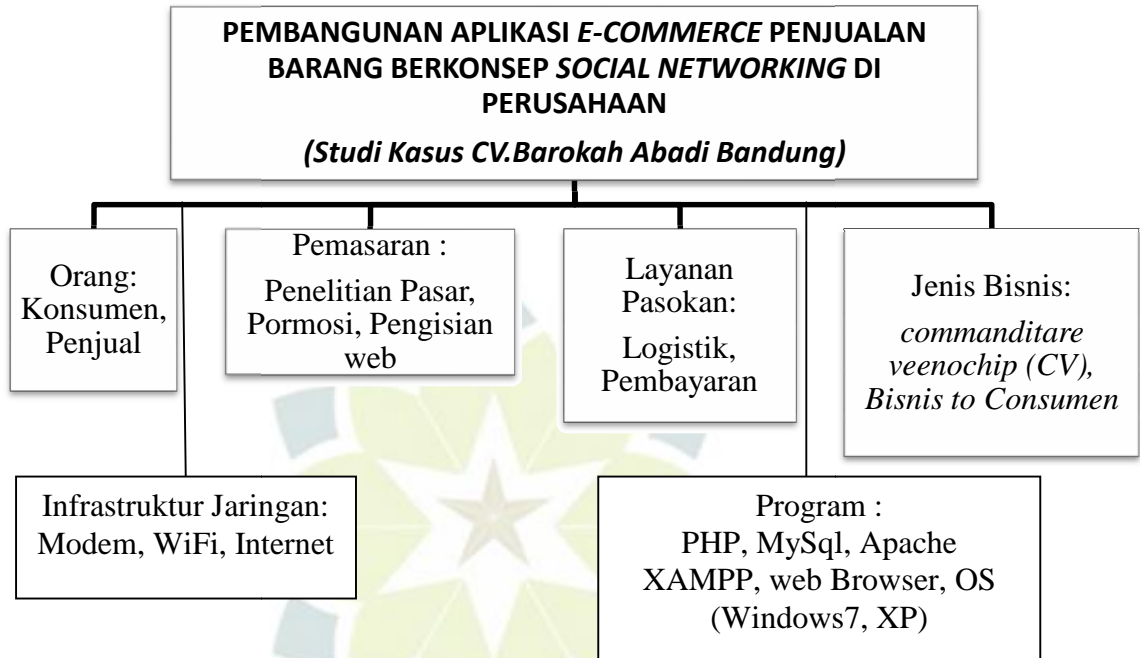 PEMBANGUNAN APLIKASI E-COMMERCE PENJUALAN
BARANG BERKONSEP SOCIAL NETWORKING DI
PERUSAHAAN
(Studi Kasus CV.Barokah Abadi Bandung)
Orang:
Konsumen,
Penjual
Pemasaran :
Penelitian Pasar,
Pormosi, Pengisian
web
Layanan
Pasokan:
Logistik,
Pembayaran
Jenis Bisnis:
commanditare
veenochip (CV),
Bisnis to Consumen
Infrastruktur Jaringan:
Modem, WiFi, Internet
Program :
PHP, MySql, Apache
XAMPP, web Browser, OS
(Windows7, XP)